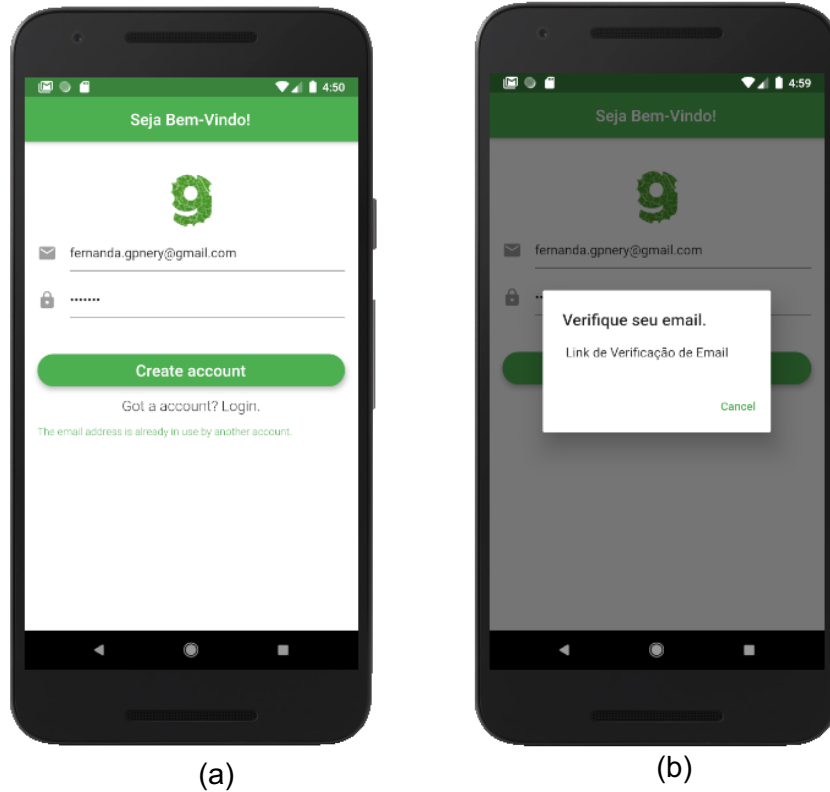 4:50
Seja Bem-Vindo!
g
fernanda.gpnery@gmail.com
•••••••
Create account
Got a account? Login.
The email address is already in use by another account.
(a)
4:59
Seja Bem-Vindo!
g
fernanda.gpnery@gmail.com
Verifique seu email.
Link de Verificação de Email
Cancel
(b)